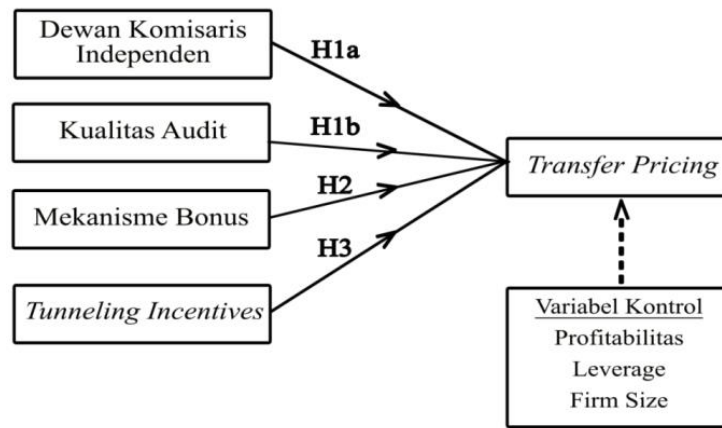 Dewan Komisaris
Independen
H1a
Kualitas Audit
H1b
Transfer Pricing
Mekanisme Bonus
H2
Tunneling Incentives
H3
Variabel Kontrol
Profitabilitas
Leverage
Firm Size